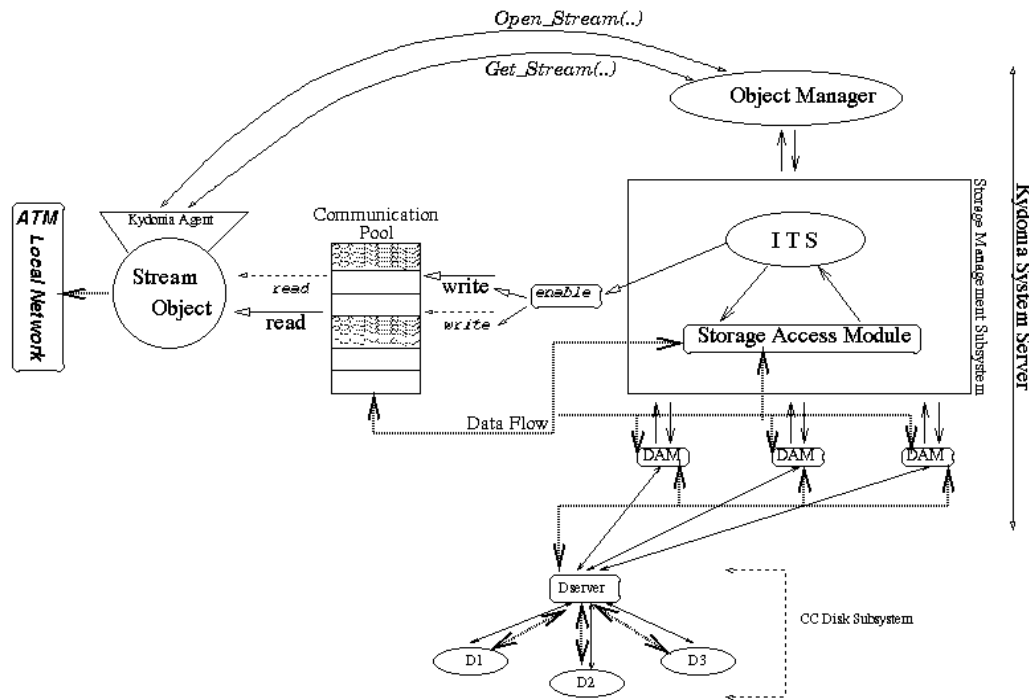 Open_Stream(..)
Get_Stream(..)
Object Manager
Kydonia System Server
Storage Management Subsystem
ATM
Local Network
Kydonia Agent
Stream
Object
Communication
Pool
read
read
write
write
enable
ITS
Storage Access Module
Data Flow
DAM
DAM
DAM
Dserver
CC Disk Subsystem
D1
D2
D3